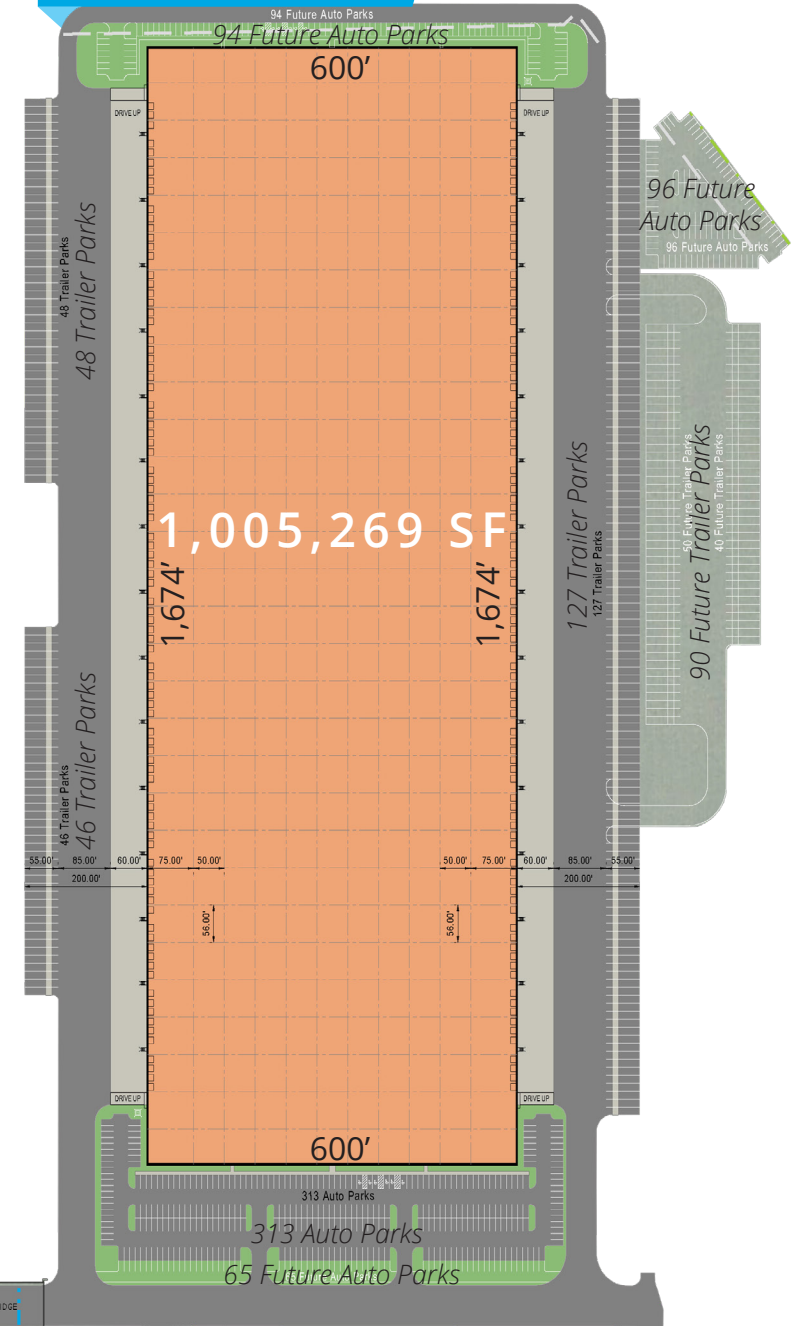 94 Future Auto Parks
94 Future Auto Parks
600’
DRIVE UP
DRIVE UP
96 Future
Auto Parks
96 Future Auto Parks
48 Trailer Parks
48 Trailer Parks
1,005,269 SF
1,674’
1,674’
127 Trailer Parks
127 Trailer Parks
50 Future Trailer Parks
90 Future Trailer Parks
40 Future Trailer Parks
46 Trailer Parks
46 Trailer Parks
55.00' 85.00' 60.00' 75.00' 50.00' 50.00' 75.00' 60.00' 85.00' 55.00'
200.00' 200.00'
56.00' 56.00'
DRIVE UP
DRIVE UP
600’
313 Auto Parks
313 Auto Parks
65 Future Auto Parks